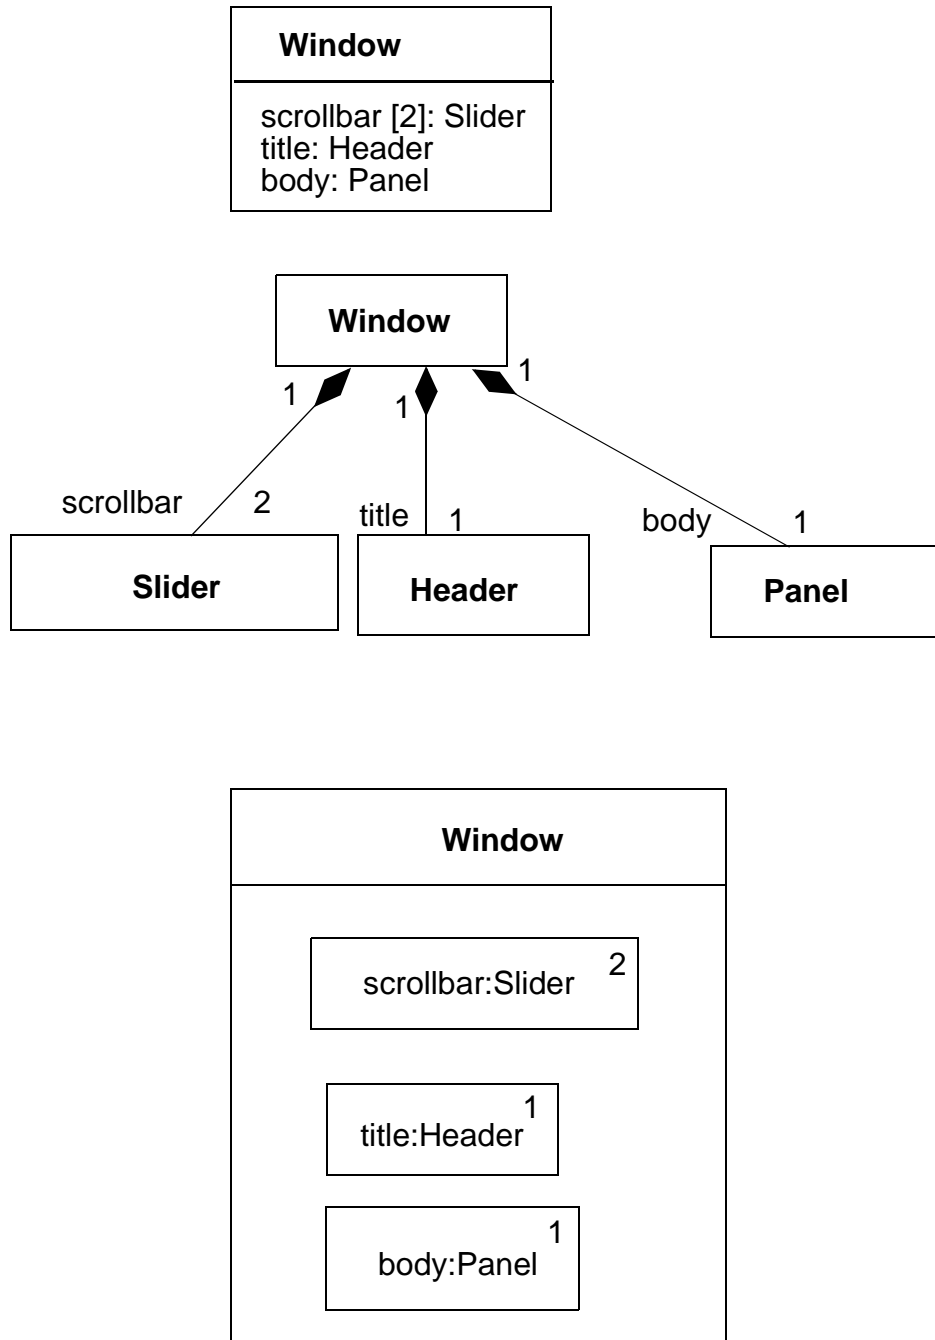 Window
scrollbar [2]: Slider
title: Header
body: Panel
Window
1
1
1
scrollbar
2
title
1
body
1
Slider
Header
Panel
Window
scrollbar:Slider
2
title:Header
1
body:Panel
1